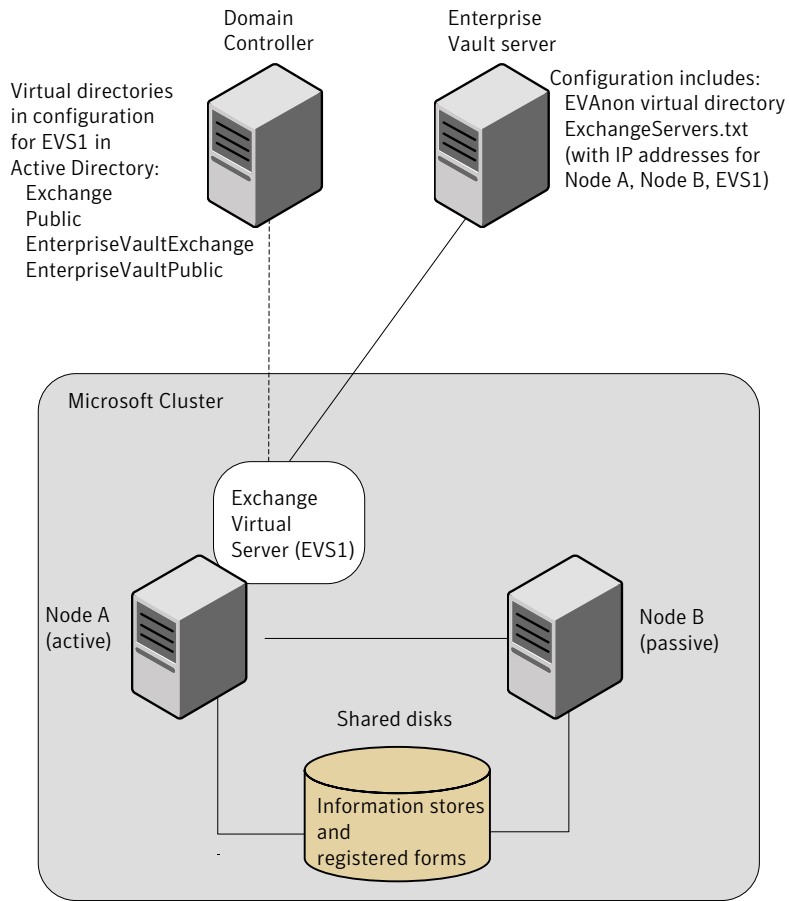 Domain
Controller
Enterprise
Vault server
Virtual directories
in configuration
for EVS1 in
Active Directory:
Exchange
Public
EnterpriseVaultExchange
EnterpriseVaultPublic
Configuration includes:
EVAnon virtual directory
ExchangeServers.txt
(with IP addresses for
Node A, Node B, EVS1)
Microsoft Cluster
Exchange
Virtual
Server (EVS1)
Node A
(active)
Node B
(passive)
Shared disks
Information stores
and
registered forms